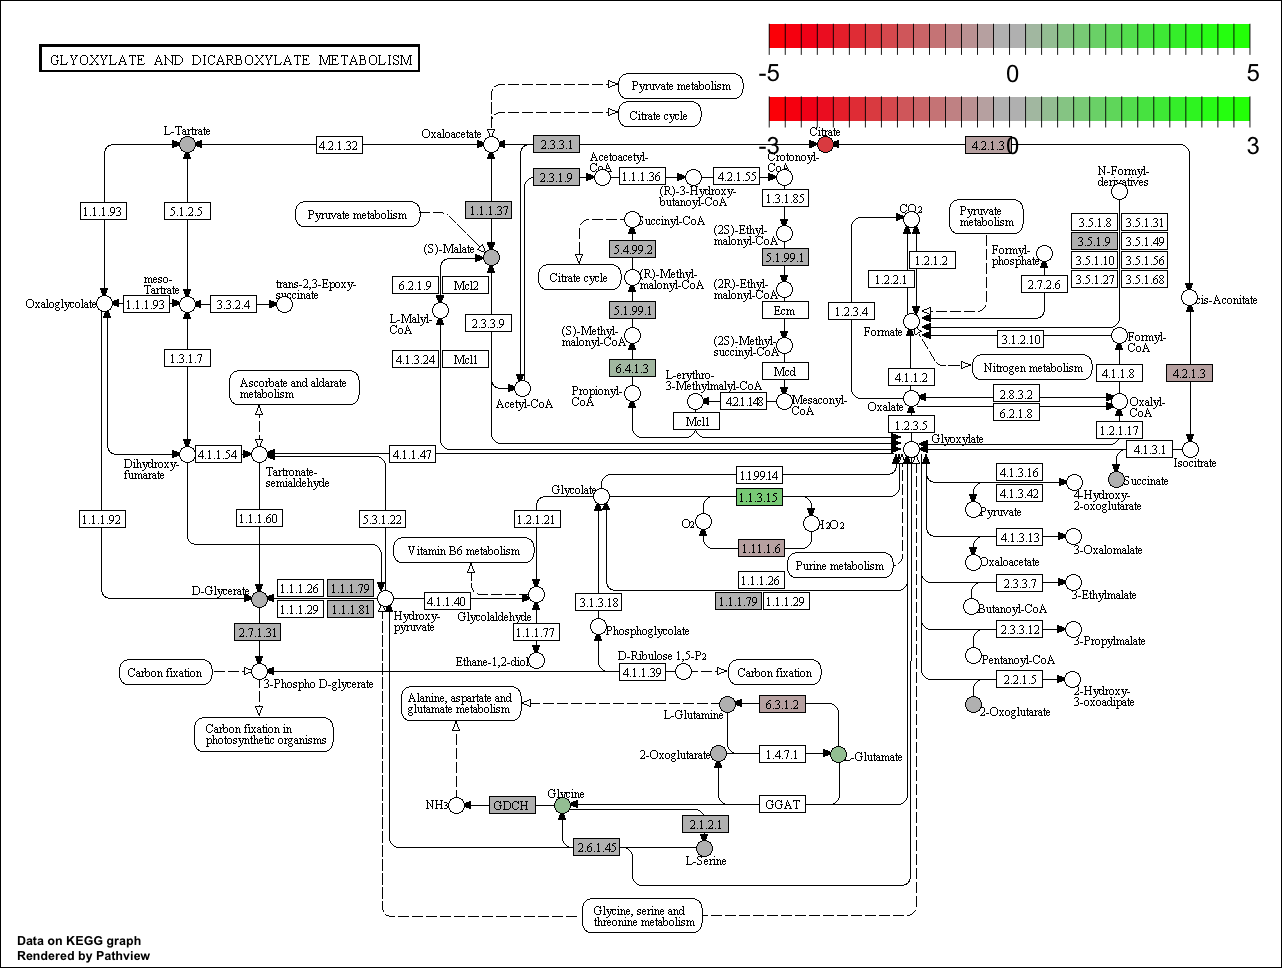 GLYOXYLATE AND DICARBOXYLATE METABOLISM
-5
0
5
-3
0
3
Pyruvate metabolism
Citrate cycle
L-Tartrate
4.2.1.32
Oxaloacetate
2.3.3.1
Citrate
4.2.1.3
Acetoacetyl-
CoA
2.3.1.9
1.1.1.36
(R)-3-Hydroxy-
butanoyl-CoA
4.2.1.55
Crotonoyl-
CoA
1.3.1.85
N-Formyl-
derivatives
1.1.1.93
5.1.2.5
Pyruvate metabolism
1.1.1.37
Succinyl-CoA
(2S)-Ethyl-
malonyl-CoA
CO2
Pyruvate
metabolism
3.5.1.8
3.5.1.31
3.5.1.9
3.5.1.49
3.5.1.10
3.5.1.56
3.5.1.27
3.5.1.68
(S)-Malate
5.4.99.2
5.1.99.1
1.2.1.2
1.2.2.1
Formyl-
phosphate
2.7.2.6
Citrate cycle
(R)-Methyl-
malonyl-CoA
(2R)-Ethyl-
malonyl-CoA
meso-
Tartrate
trans-2,3-Epoxy-
succinate
6.2.1.9
Mcl2
Oxaloglycolate
1.1.1.93
3.3.2.4
L-Malyl-
CoA
2.3.3.9
5.1.99.1
Ecm
1.2.3.4
cis-Aconitate
Formate
3.1.2.10
Formyl-
CoA
(S)-Methyl-
malonyl-CoA
(2S)-Methyl-
succinyl-CoA
1.3.1.7
4.1.3.24
Mcl1
6.4.1.3
Mcd
Nitrogen metabolism
4.1.1.2
4.1.1.8
4.2.1.3
Ascorbate and aldarate
metabolism
Acetyl-CoA
Propionyl-
CoA
L-erythro-
3-Methylmalyl-CoA
4.2.1.148
Mesaconyl-
CoA
2.8.3.2
6.2.1.8
Oxalate
Oxalyl-
CoA
Mcl1
1.2.3.5
1.2.1.17
Glyoxylate
4.1.3.1
Isocitrate
Dihydroxy-
fumarate
4.1.1.54
Tartronate-
semialdehyde
4.1.1.47
1.1.99.14
4.1.3.16
4.1.3.42
Succinate
4-Hydroxy-
2-oxoglutarate
Glycolate
1.1.3.15
Pyruvate
1.1.1.92
1.1.1.60
5.3.1.22
1.2.1.21
O2
H2O2
4.1.3.13
3-Oxalomalate
Vitamin B6 metabolism
1.11.1.6
Purine metabolism
Oxaloacetate
D-Glycerate
1.1.1.26
1.1.1.79
1.1.1.29
1.1.1.81
Hydroxy-
pyruvate
4.1.1.40
Glycolaldehyde
3.1.3.18
1.1.1.26
1.1.1.79
1.1.1.29
2.3.3.7
3-Ethylmalate
Butanoyl-CoA
2.7.1.31
1.1.1.77
Phosphoglycolate
2.3.3.12
3-Propylmalate
Pentanoyl-CoA
Carbon fixation
3-Phospho D-glycerate
Ethane-1,2-diol
D-Ribulose 1,5-P2
4.1.1.39
Carbon fixation
2.2.1.5
2-Hydroxy-
3-oxoadipate
2-Oxoglutarate
Carbon fixation in
photosynthetic organisms
Alanine, aspartate and
glutamate metabolism
L-Glutamine
6.3.1.2
2-Oxoglutarate
1.4.7.1
L-Glutamate
NH3
GDCH
Glycine
GGAT
2.1.2.1
2.6.1.45
L-Serine
Glycine, serine and
threonine metabolism
Data on KEGG graph
Rendered by Pathview